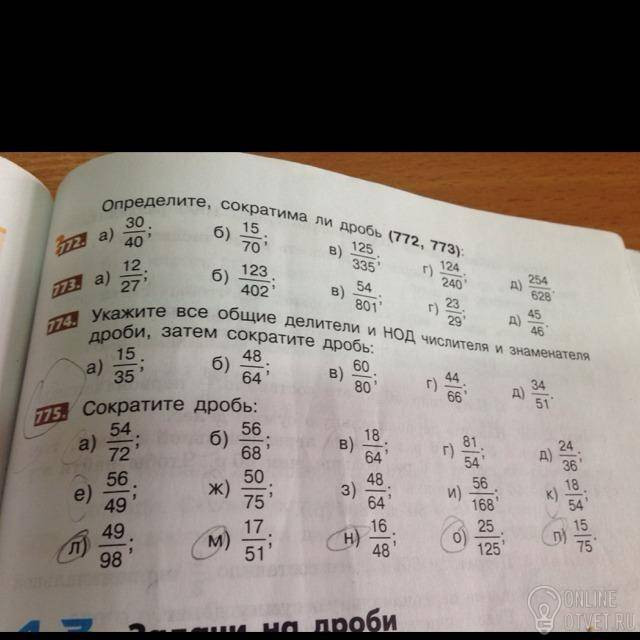 Определите, сократима ли дробь (772, 773):
772. а) 30/40; б) 15/70; в) 125/335; г) 124/240; д) 254/628.
773. а) 12/27; б) 123/402; в) 54/801; г) 23/29; д) 45/46.
774. Укажите все общие делители и НОД числителя и знаменателя
дроби, затем сократите дробь:
а) 15/35; б) 48/64; в) 60/80; г) 44/66; д) 34/51.
775. Сократите дробь:
а) 54/72; б) 56/68; в) 18/64; г) 81/54; д) 24/36;
е) 56/49; ж) 50/75; з) 48/64; и) 56/168; к) 18/54;
л) 49/98; м) 17/51; н) 16/48; о) 25/125; п) 15/75.
Задачи на дроби
ONLINE
OTVET.RU